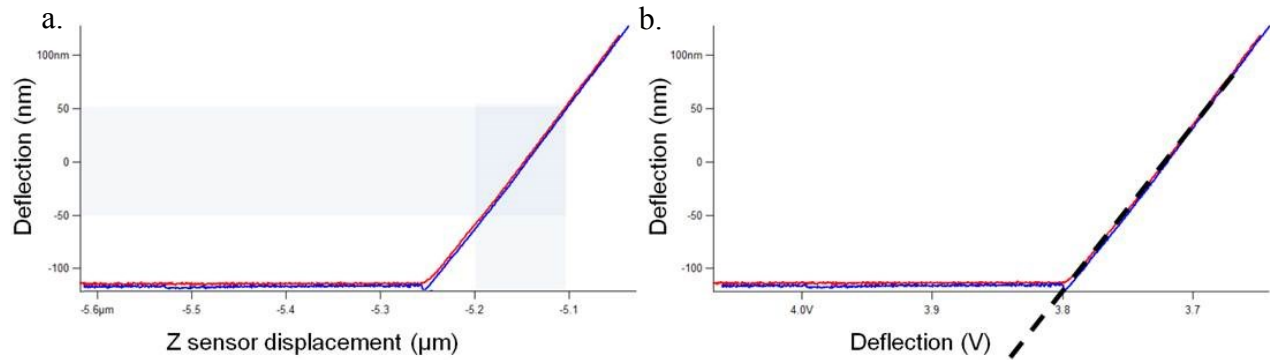 a.
Deflection (nm)
100nm
50
0
-50
-100
-5.6µm
-5.5
-5.4
-5.3
-5.2
-5.1
Z sensor displacement (µm)
b.
Deflection (nm)
100nm
50
0
-50
-100
4.0V
3.9
3.8
3.7
Deflection (V)